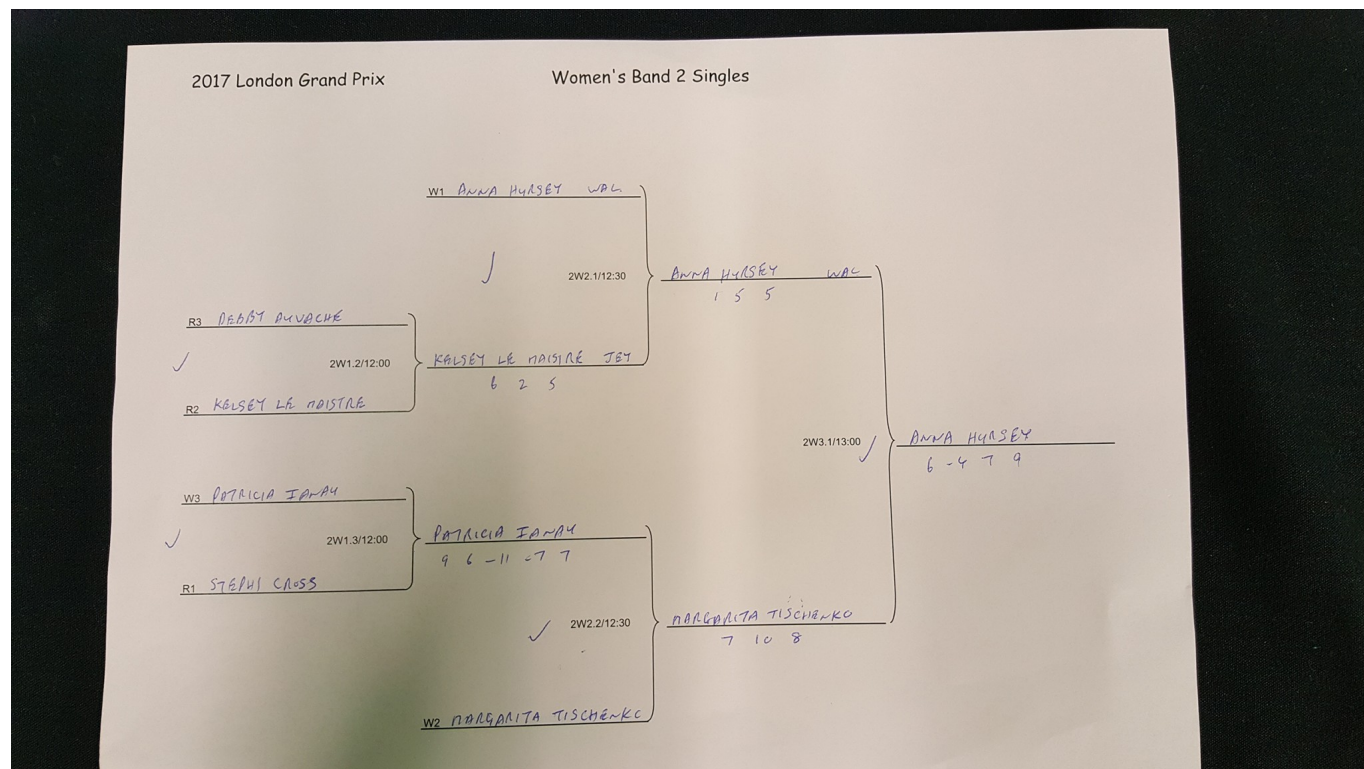 2017 London Grand Prix Women's Band 2 Singles
W1 ANNA HURSEY WAL
2W2.1/12:30
ANNA HURSEY WAL
1 5 5
R3 DEBBY AUVACHE
2W1.2/12:00
KELSEY LE MAISTRE JEY
6 2 5
R2 KELSEY LE MAISTRE
2W3.1/13:00
ANNA HURSEY
6 -4 7 9
W3 PATRICIA IANAU
2W1.3/12:00
PATRICIA IANAU
9 6 -11 -7 7
R1 STEPHI CROSS
2W2.2/12:30
MARGARITA TISCHENKO
7 10 8
W2 MARGARITA TISCHENKO